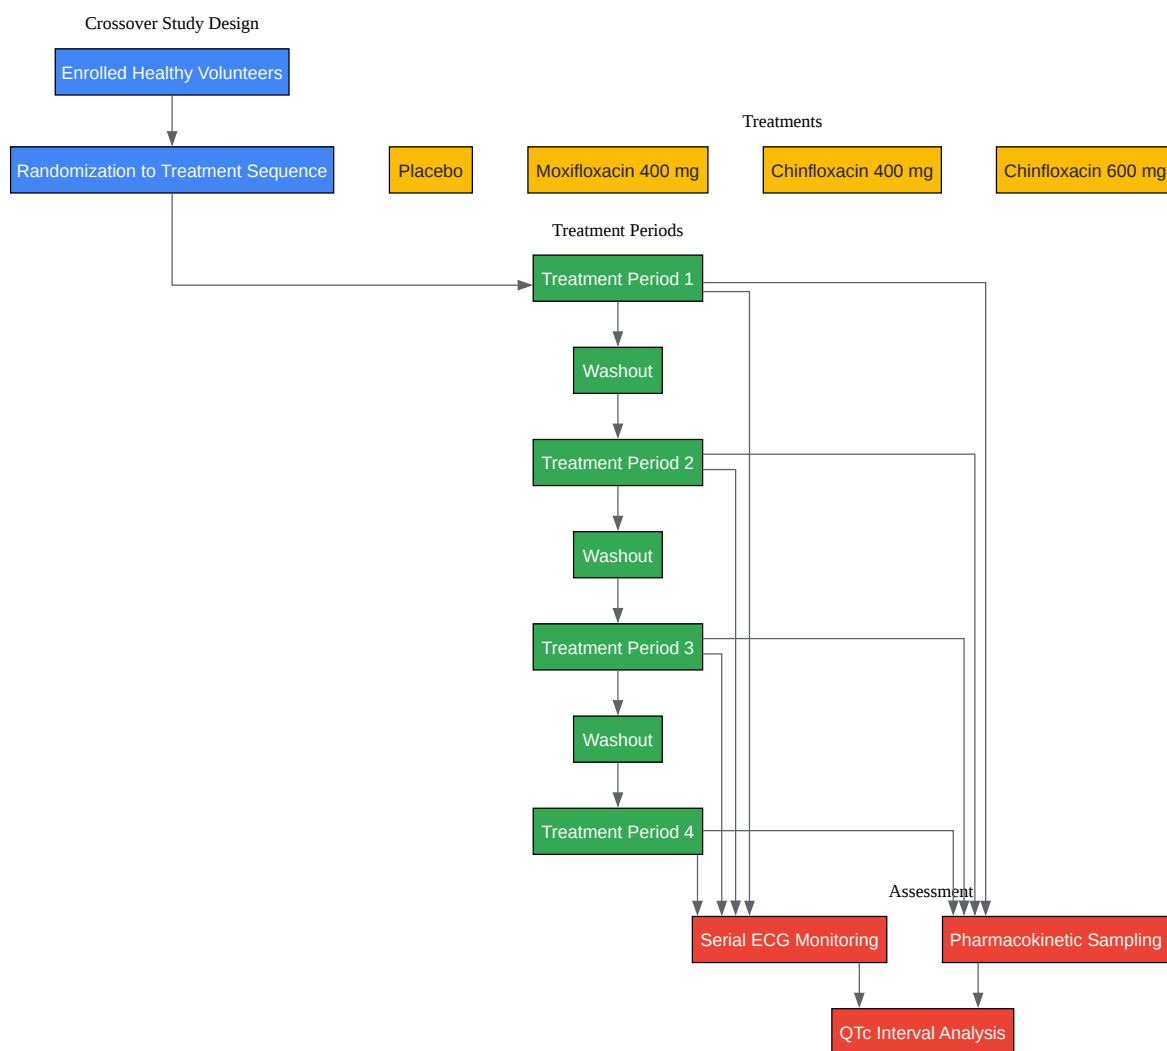 Crossover Study Design
Enrolled Healthy Volunteers
Treatments
Randomization to Treatment Sequence
Placebo
Moxifloxacin 400 mg
Chinfloxacin 400 mg
Chinfloxacin 600 mg
Treatment Periods
Treatment Period 1
Washout
Treatment Period 2
Washout
Treatment Period 3
Washout
Treatment Period 4
Assessment
Serial ECG Monitoring
Pharmacokinetic Sampling
QTc Interval Analysis